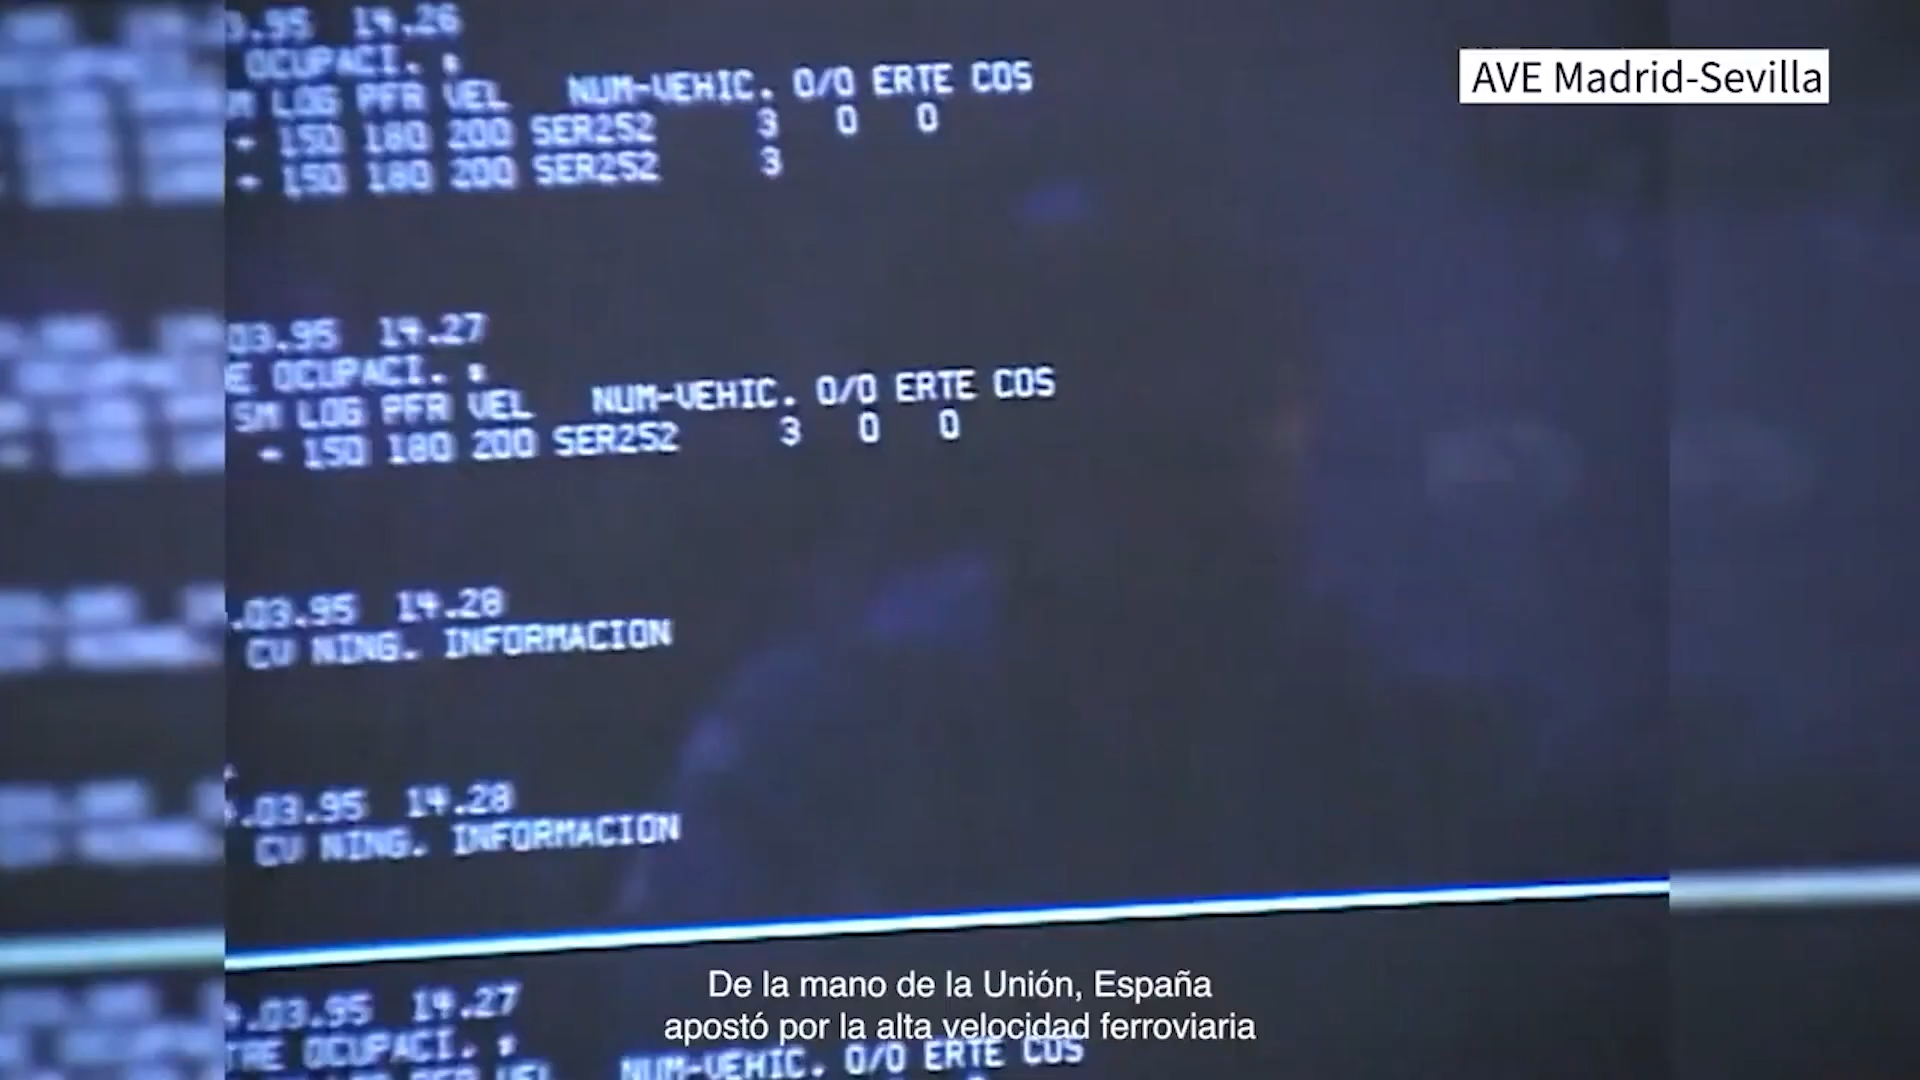 AVE Madrid-Sevilla
.95 14.26
OCUPACI. :
M LOG PFR VEL NUM-VEHIC. O/O ERTE COS
- 150 180 200 SER252 3 0 0
- 150 180 200 SER252 3
03.95 14.27
E OCUPACI. :
SM LOG PFR VEL NUM-VEHIC. O/O ERTE COS
- 150 180 200 SER252 3 0 0
.03.95 14.28
CV NING. INFORMACION
.03.95 14.28
CV NING. INFORMACION
.03.95 14.27
TRE OCUPACI. :
NUM-VEHIC. O/O ERTE COS
De la mano de la Unión, España
apostó por la alta velocidad ferroviaria